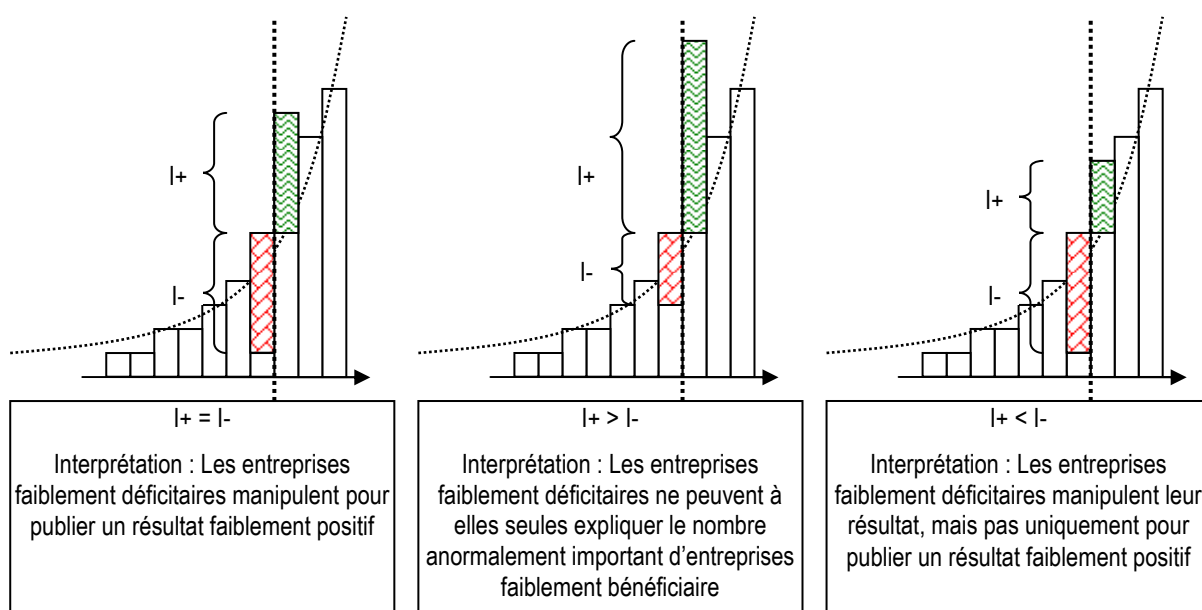 I+
I-
I+ = I-
Interprétation : Les entreprises
faiblement déficitaires manipulent pour
publier un résultat faiblement positif
I+
I-
I+ > I-
Interprétation : Les entreprises
faiblement déficitaires ne peuvent à
elles seules expliquer le nombre
anormalement important d’entreprises
faiblement bénéficiaire
I+
I-
I+ < I-
Interprétation : Les entreprises
faiblement déficitaires manipulent leur
résultat, mais pas uniquement pour
publier un résultat faiblement positif